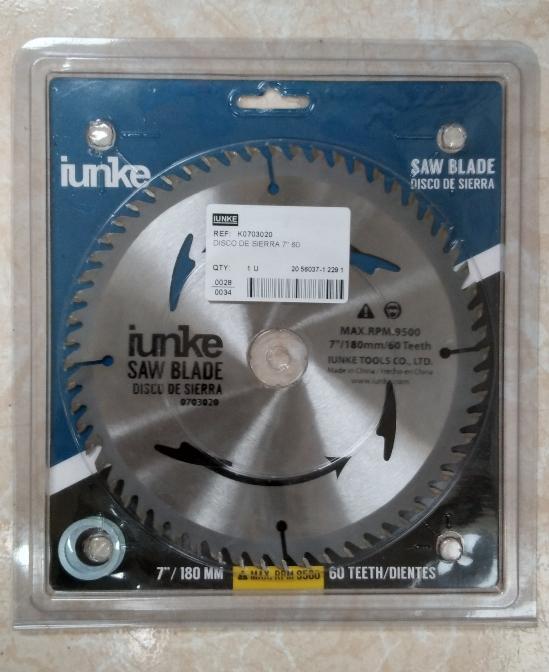 iunke
SAW BLADE
DISCO DE SIERRA
IUNKE
REF: K0703020
DISCO DE SIERRA 7" 60
QTY: 1 U 20 56037-1 229 1
0028
0034
iunke
SAW BLADE
DISCO DE SIERRA
0703020
MAX.RPM.9500
7"/180mm/60 Teeth
IUNKE TOOLS CO., LTD.
Made in China / Hecho en China
www.iunke.com
7"/ 180 MM MAX. RPM 9500 60 TEETH/DIENTES